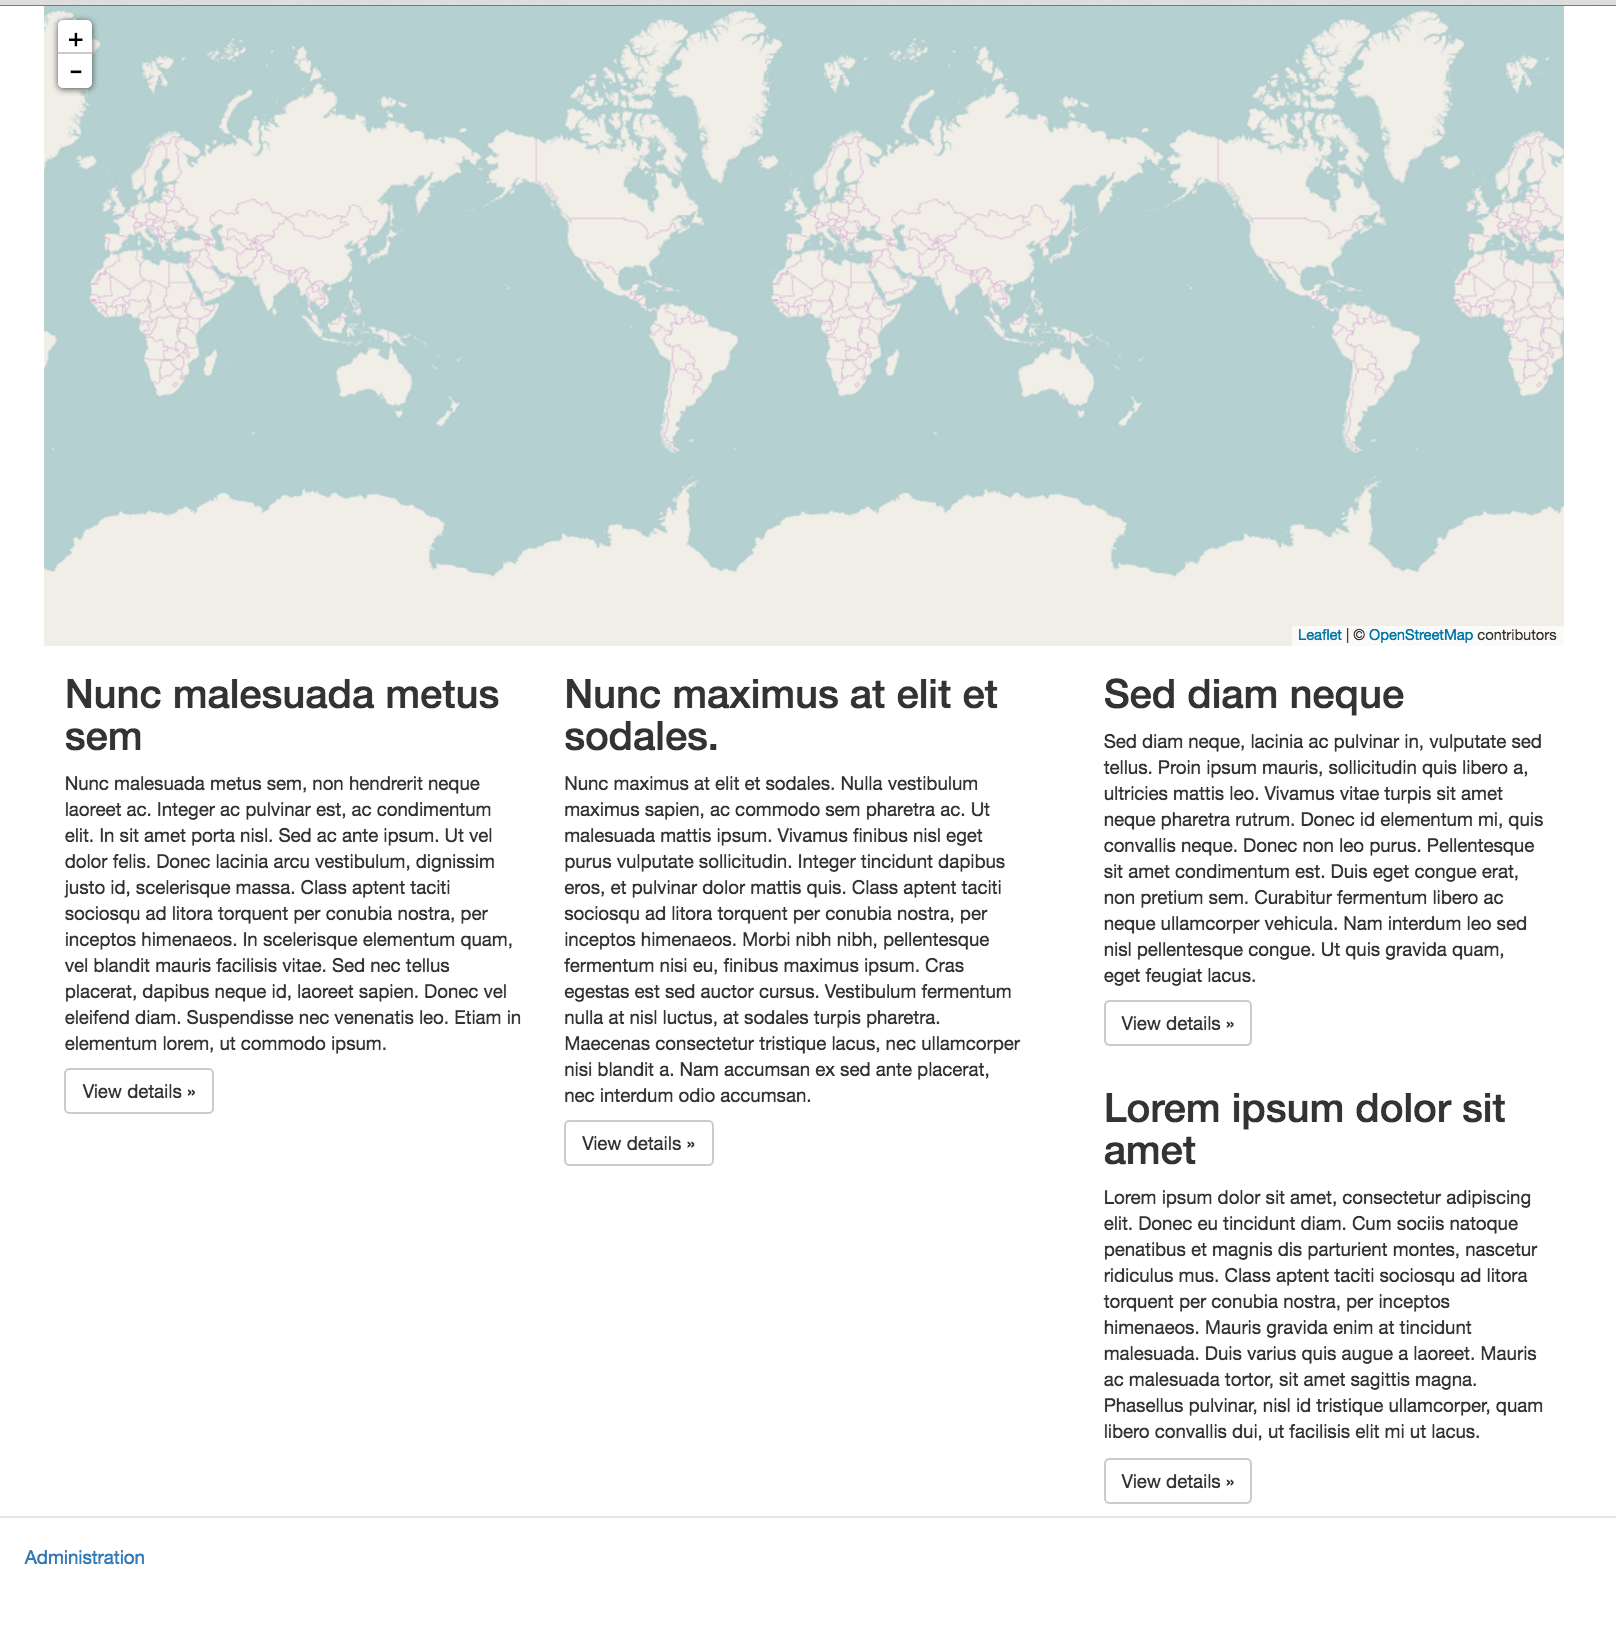 +
-
Leaflet | © OpenStreetMap contributors
Nunc malesuada metus
sem
Nunc malesuada metus sem, non hendrerit neque
laoreet ac. Integer ac pulvinar est, ac condimentum
elit. In sit amet porta nisl. Sed ac ante ipsum. Ut vel
dolor felis. Donec lacinia arcu vestibulum, dignissim
justo id, scelerisque massa. Class aptent taciti
sociosqu ad litora torquent per conubia nostra, per
inceptos himenaeos. In scelerisque elementum quam,
vel blandit mauris facilisis vitae. Sed nec tellus
placerat, dapibus neque id, laoreet sapien. Donec vel
eleifend diam. Suspendisse nec venenatis leo. Etiam in
elementum lorem, ut commodo ipsum.
View details »
Nunc maximus at elit et
sodales.
Nunc maximus at elit et sodales. Nulla vestibulum
maximus sapien, ac commodo sem pharetra ac. Ut
malesuada mattis ipsum. Vivamus finibus nisl eget
purus vulputate sollicitudin. Integer tincidunt dapibus
eros, et pulvinar dolor mattis quis. Class aptent taciti
sociosqu ad litora torquent per conubia nostra, per
inceptos himenaeos. Morbi nibh nibh, pellentesque
fermentum nisi eu, finibus maximus ipsum. Cras
egestas est sed auctor cursus. Vestibulum fermentum
nulla at nisl luctus, at sodales turpis pharetra.
Maecenas consectetur tristique lacus, nec ullamcorper
nisi blandit a. Nam accumsan ex sed ante placerat,
nec interdum odio accumsan.
View details »
Sed diam neque
Sed diam neque, lacinia ac pulvinar in, vulputate sed
tellus. Proin ipsum mauris, sollicitudin quis libero a,
ultricies mattis leo. Vivamus vitae turpis sit amet
neque pharetra rutrum. Donec id elementum mi, quis
convallis neque. Donec non leo purus. Pellentesque
sit amet condimentum est. Duis eget congue erat,
non pretium sem. Curabitur fermentum libero ac
neque ullamcorper vehicula. Nam interdum leo sed
nisl pellentesque congue. Ut quis gravida quam,
eget feugiat lacus.
View details »
Lorem ipsum dolor sit
amet
Lorem ipsum dolor sit amet, consectetur adipiscing
elit. Donec eu tincidunt diam. Cum sociis natoque
penatibus et magnis dis parturient montes, nascetur
ridiculus mus. Class aptent taciti sociosqu ad litora
torquent per conubia nostra, per inceptos
himenaeos. Mauris gravida enim at tincidunt
malesuada. Duis varius quis augue a laoreet. Mauris
ac malesuada tortor, sit amet sagittis magna.
Phasellus pulvinar, nisl id tristique ullamcorper, quam
libero convallis dui, ut facilisis elit mi ut lacus.
View details »
Administration